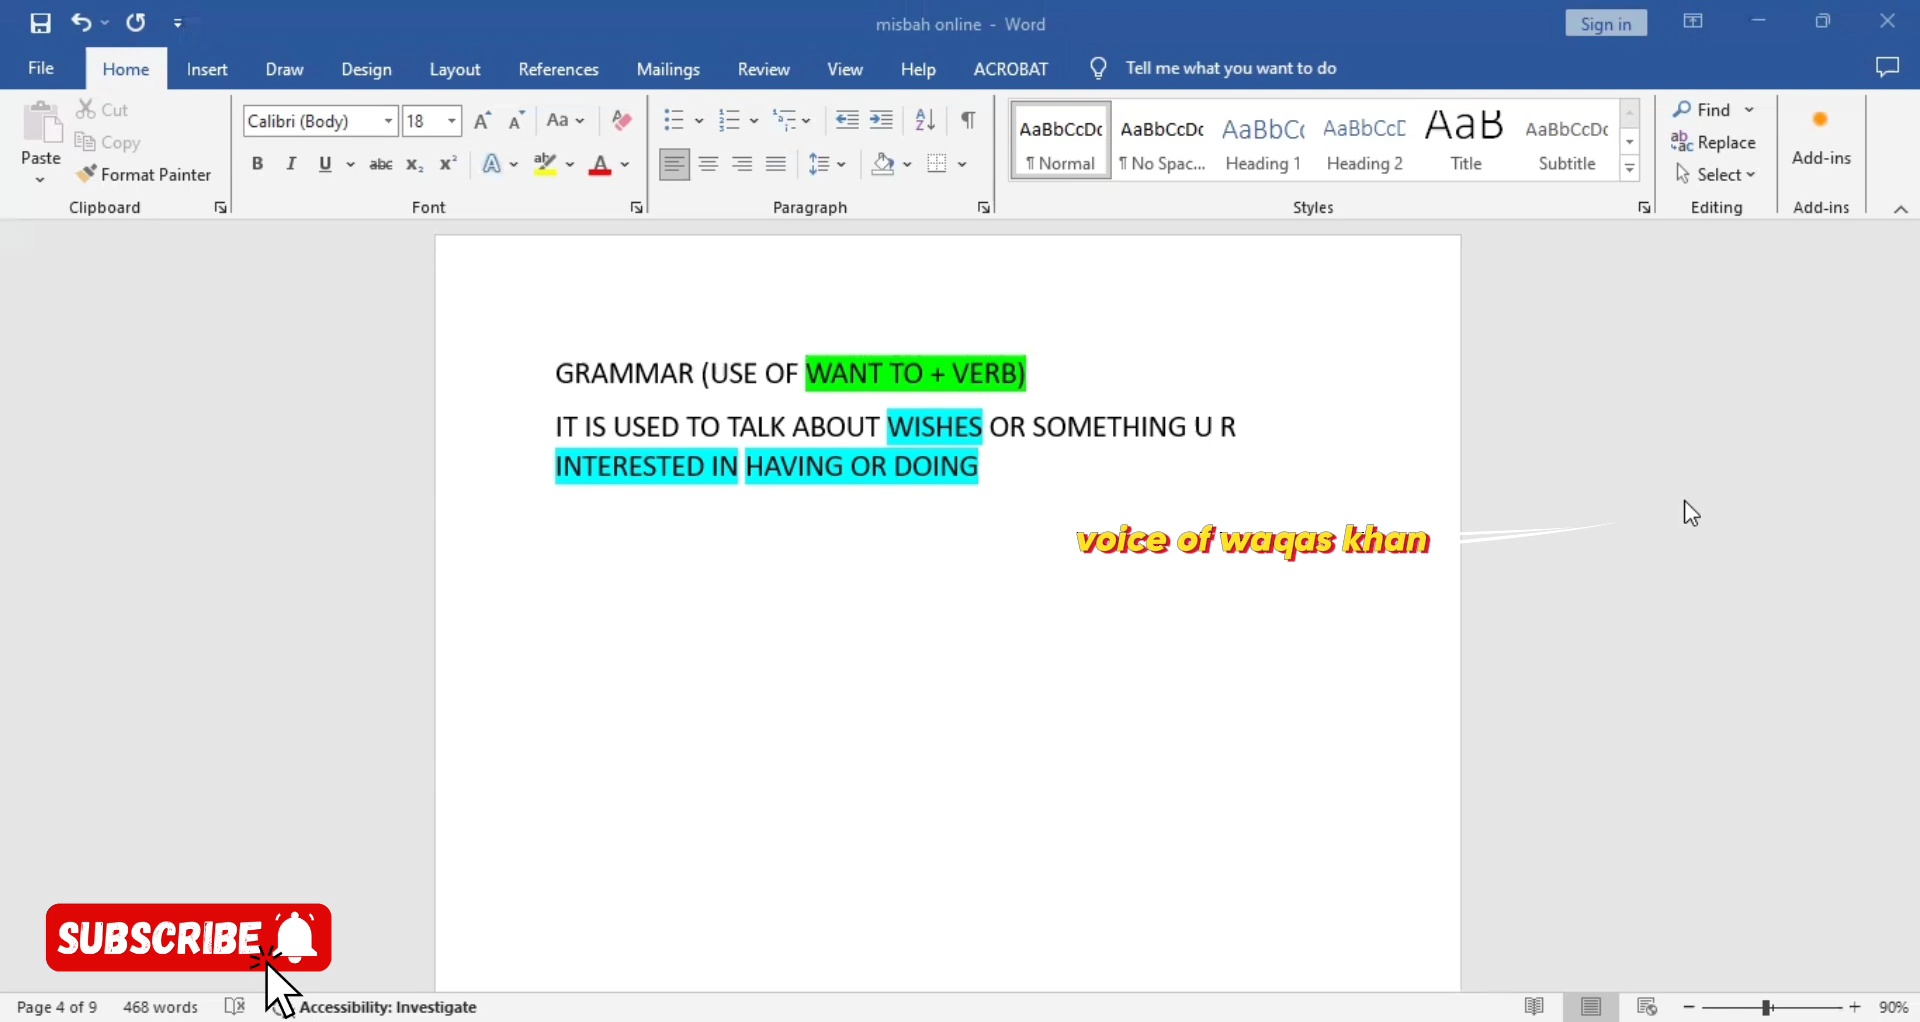 misbah online - Word
Sign in
File Home Insert Draw Design Layout References Mailings Review View Help ACROBAT Tell me what you want to do
Paste
Cut
Copy
Format Painter
Clipboard
Calibri (Body) 18
Aa
B I U abc x₂ x² A aby A
Font
Paragraph
AaBbCcDc AaBbCcDc AaBbC AaBbCcD AaB AaBbCcDc
¶ Normal ¶ No Spac... Heading 1 Heading 2 Title Subtitle
Styles
Find
Replace
Select
Editing
Add-ins
Add-ins
GRAMMAR (USE OF WANT TO + VERB)
IT IS USED TO TALK ABOUT WISHES OR SOMETHING U R
INTERESTED IN HAVING OR DOING
voice of waqas khan
SUBSCRIBE
Page 4 of 9 468 words Accessibility: Investigate 90%